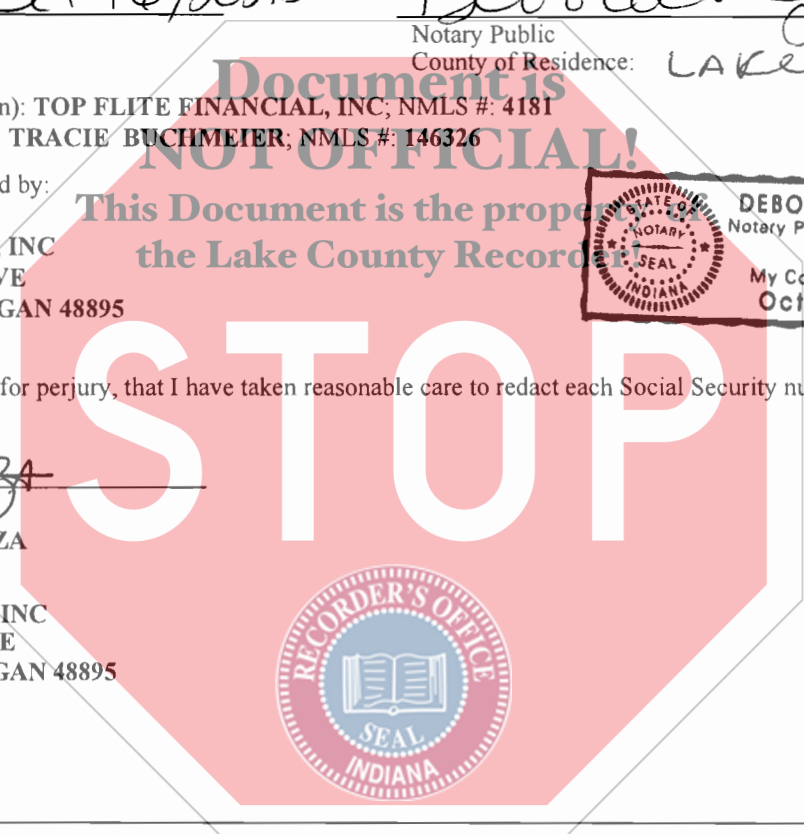 Notary Public
County of Residence: LAKE
Document is
n): TOP FLITE FINANCIAL, INC; NMLS #: 4181
TRACIE BUCHMEIER; NMLS #: 146326
NOT OFFICIAL!
d by:
This Document is the property of
the Lake County Recorder!
STATE OF
NOTARY
SEAL
INDIANA
DEBO
Notary P
My Co
Oct
, INC
VE
GAN 48895
for perjury, that I have taken reasonable care to redact each Social Security nu
STOP
ZA
INC
E
GAN 48895
RECORDER'S OFFICE
SEAL
INDIANA